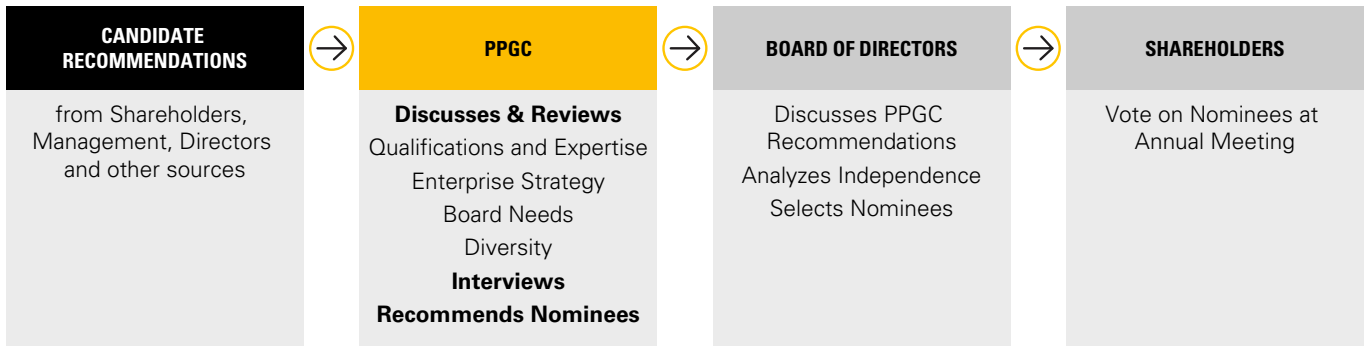 CANDIDATE
RECOMMENDATIONS
from Shareholders,
Management, Directors
and other sources
PPGC
Discusses & Reviews
Qualifications and Expertise
Enterprise Strategy
Board Needs
Diversity
Interviews
Recommends Nominees
BOARD OF DIRECTORS
Discusses PPGC
Recommendations
Analyzes Independence
Selects Nominees
SHAREHOLDERS
Vote on Nominees at
Annual Meeting